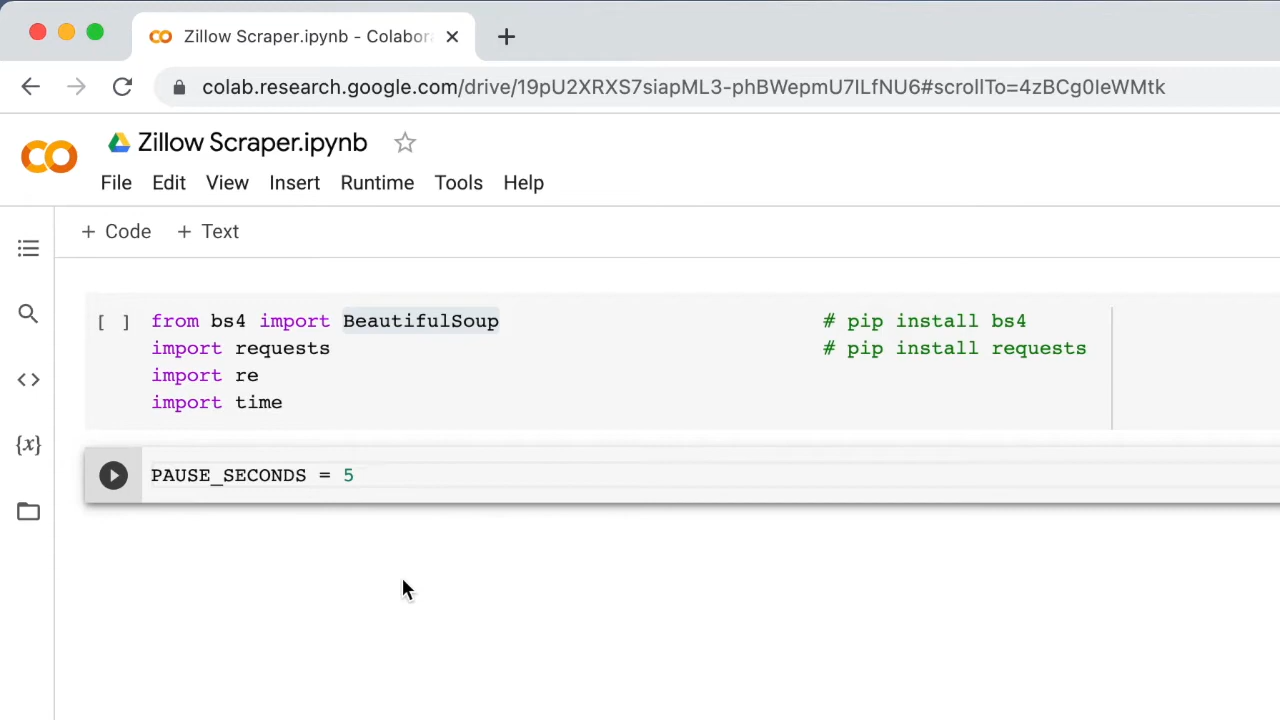 Zillow Scraper.ipynb - Colabor
colab.research.google.com/drive/19pU2XRXS7siapML3-phBWepmU7ILfNU6#scrollTo=4zBCg0IeWMtk
Zillow Scraper.ipynb
File Edit View Insert Runtime Tools Help
+ Code + Text
[ ] from bs4 import BeautifulSoup # pip install bs4
import requests # pip install requests
import re
import time
{x}
PAUSE_SECONDS = 5